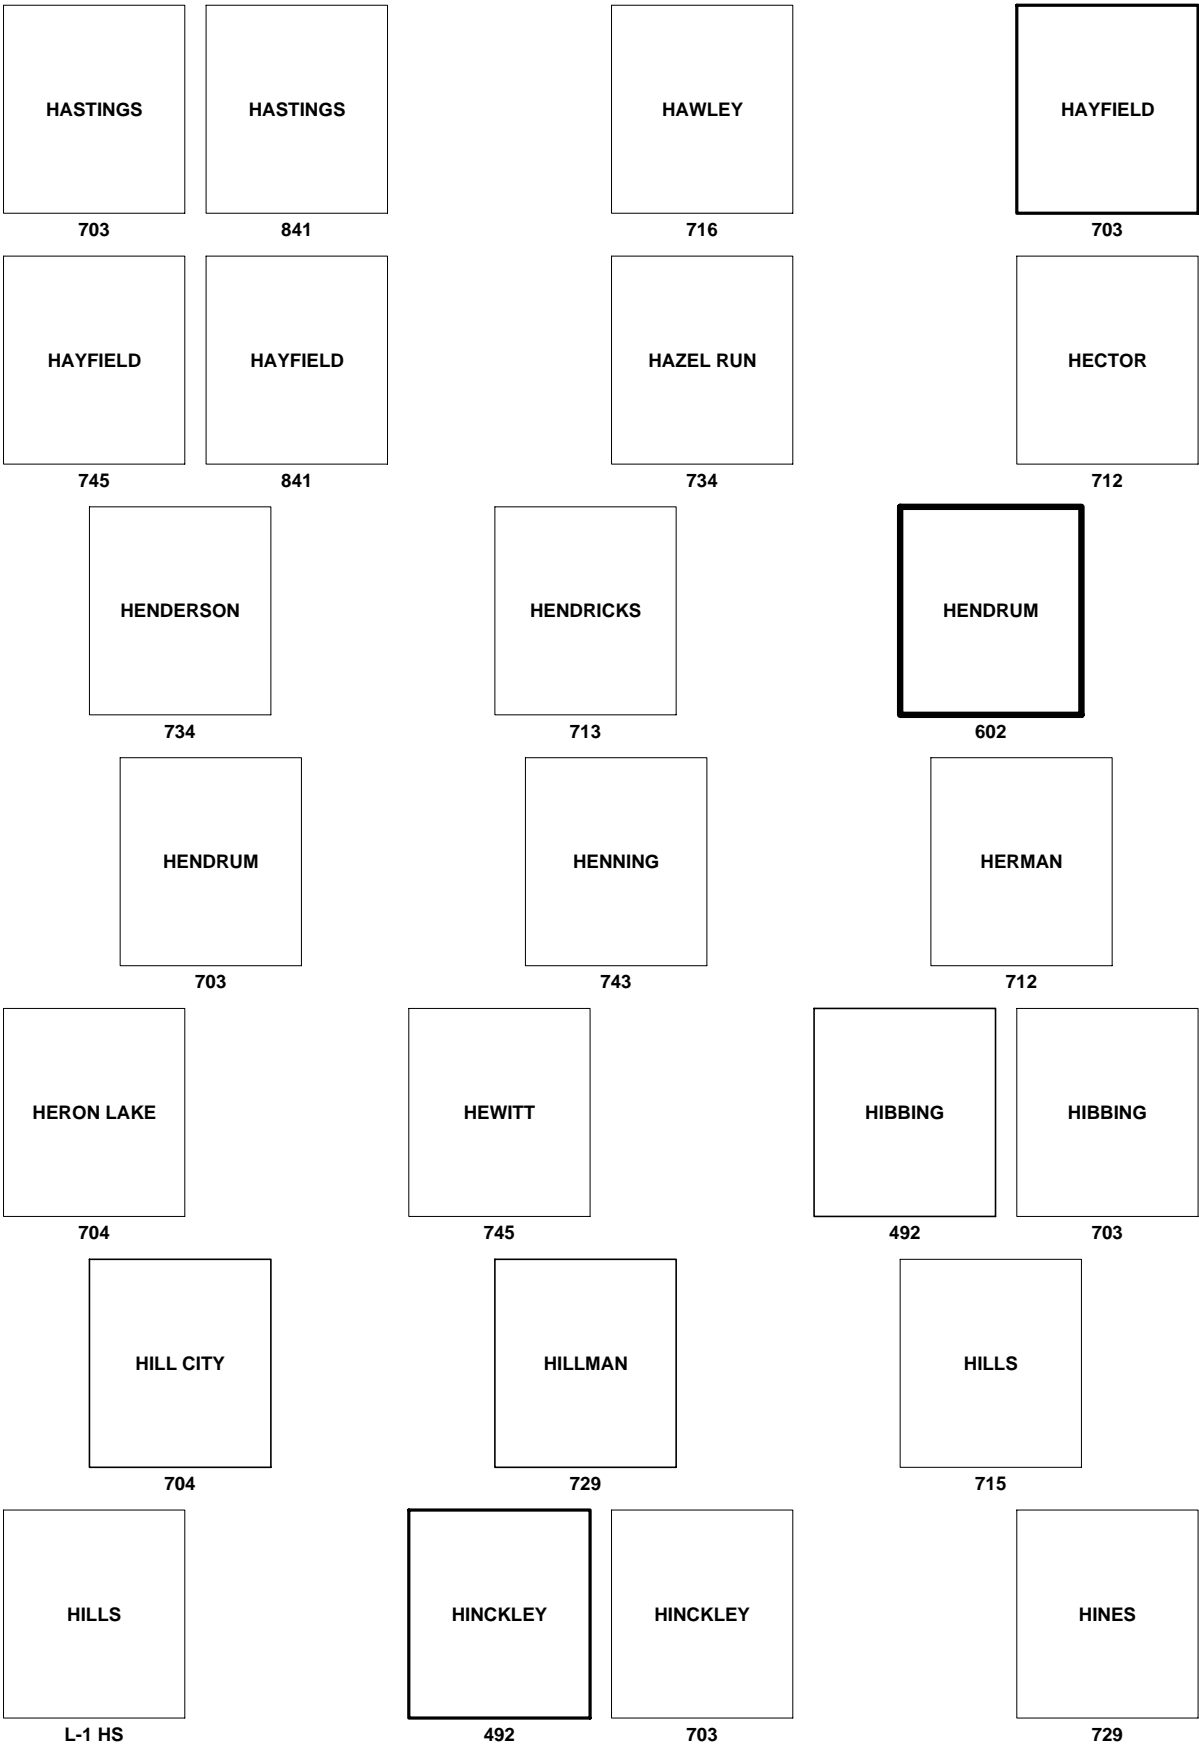 HASTINGS HASTINGS HAWLEY HAYFIELD
703 841 716 703
HAYFIELD HAYFIELD HAZEL RUN HECTOR
745 841 734 712
HENDERSON HENDRICKS HENDRUM
734 713 602
HENDRUM HENNING HERMAN
703 743 712
HERON LAKE HEWITT HIBBING HIBBING
704 745 492 703
HILL CITY HILLMAN HILLS
704 729 715
HILLS HINCKLEY HINCKLEY HINES
L-1 HS 492 703 729